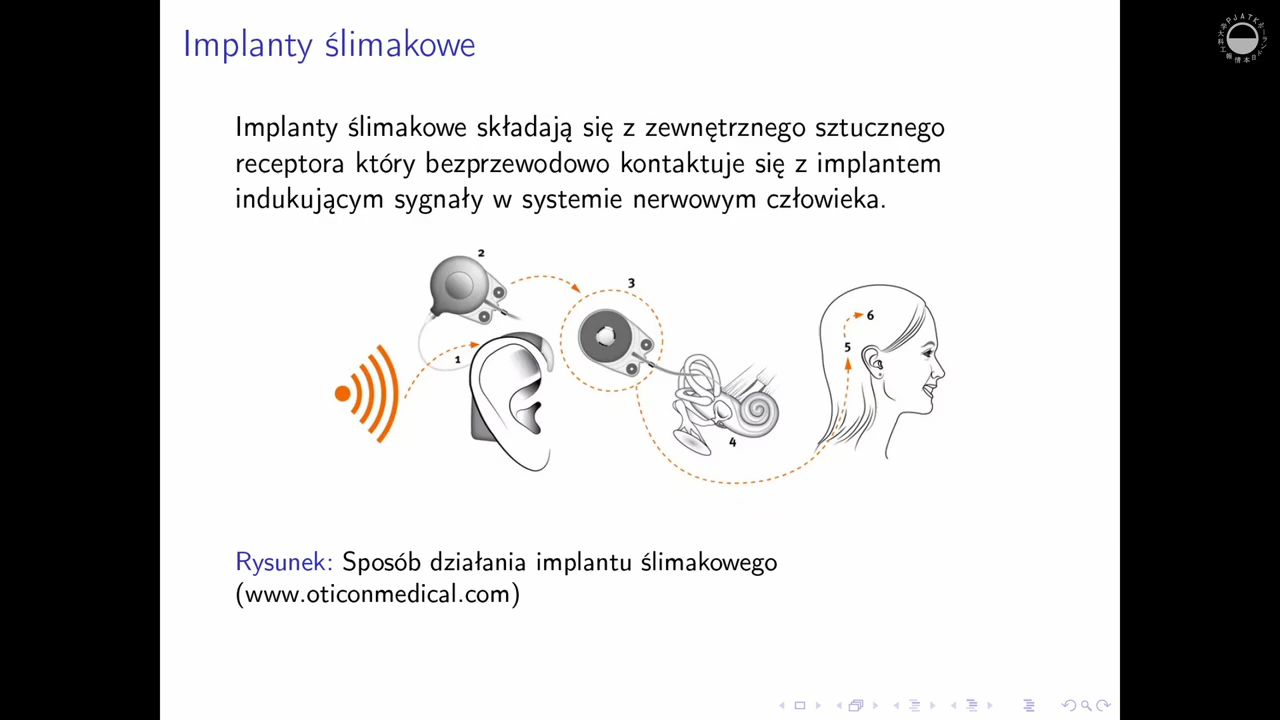 Implanty ślimakowe
Implanty ślimakowe składają się z zewnętrznego sztucznego
receptora który bezprzewodowo kontaktuje się z implantem
indukującym sygnały w systemie nerwowym człowieka.
2
3
1
4
5
6
Rysunek: Sposób działania implantu ślimakowego
(www.oticonmedical.com)
PJATK